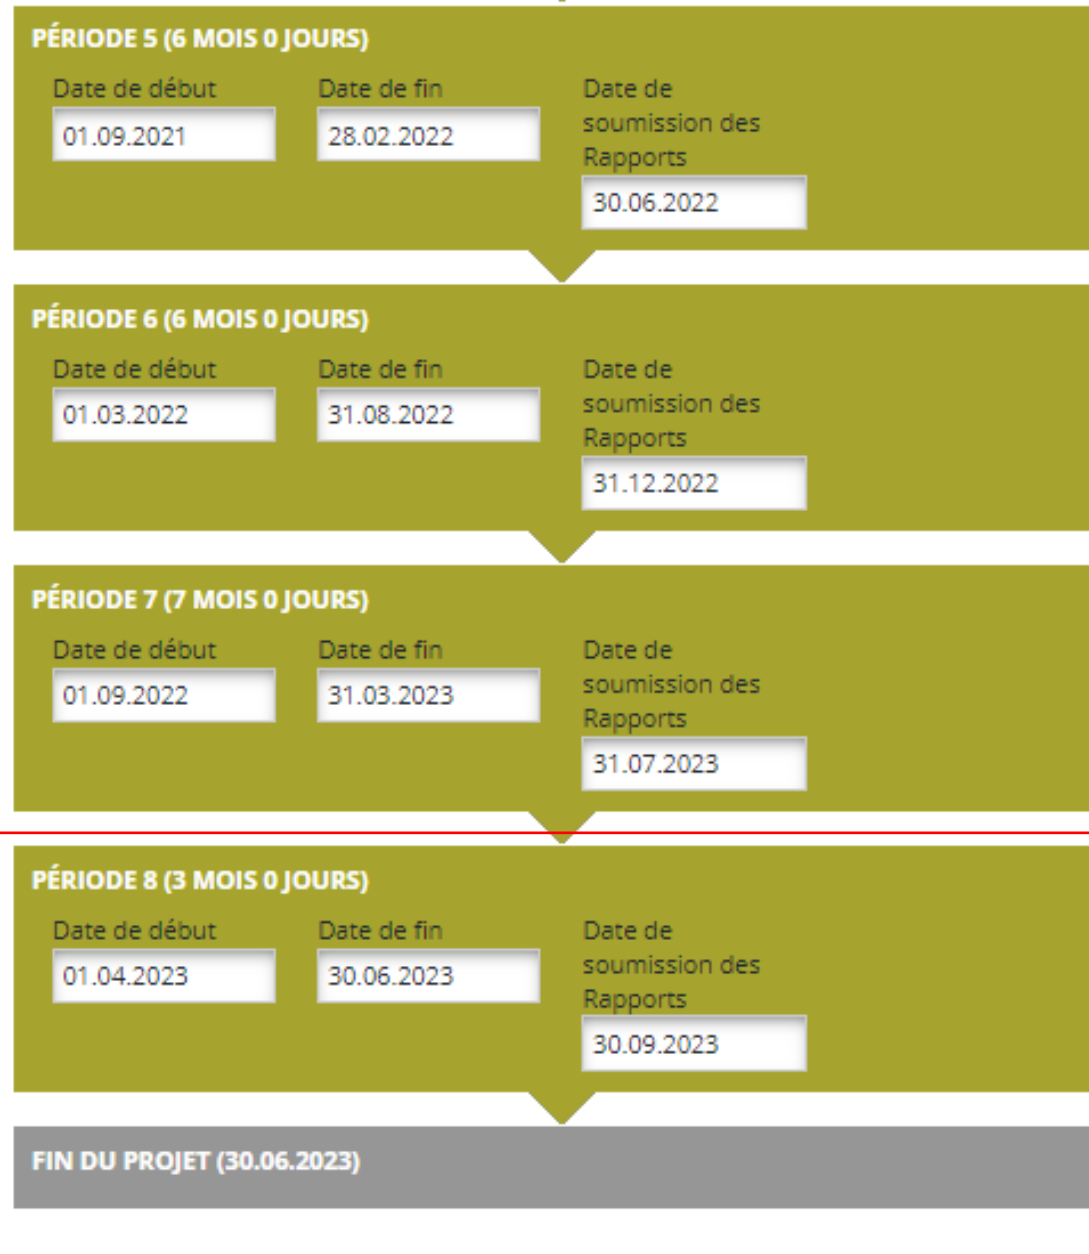 PÉRIODE 5 (6 MOIS 0 JOURS)
Date de début
01.09.2021
Date de fin
28.02.2022
Date de
soumission des
Rapports
30.06.2022
PÉRIODE 6 (6 MOIS 0 JOURS)
Date de début
01.03.2022
Date de fin
31.08.2022
Date de
soumission des
Rapports
31.12.2022
PÉRIODE 7 (7 MOIS 0 JOURS)
Date de début
01.09.2022
Date de fin
31.03.2023
Date de
soumission des
Rapports
31.07.2023
PÉRIODE 8 (3 MOIS 0 JOURS)
Date de début
01.04.2023
Date de fin
30.06.2023
Date de
soumission des
Rapports
30.09.2023
FIN DU PROJET (30.06.2023)